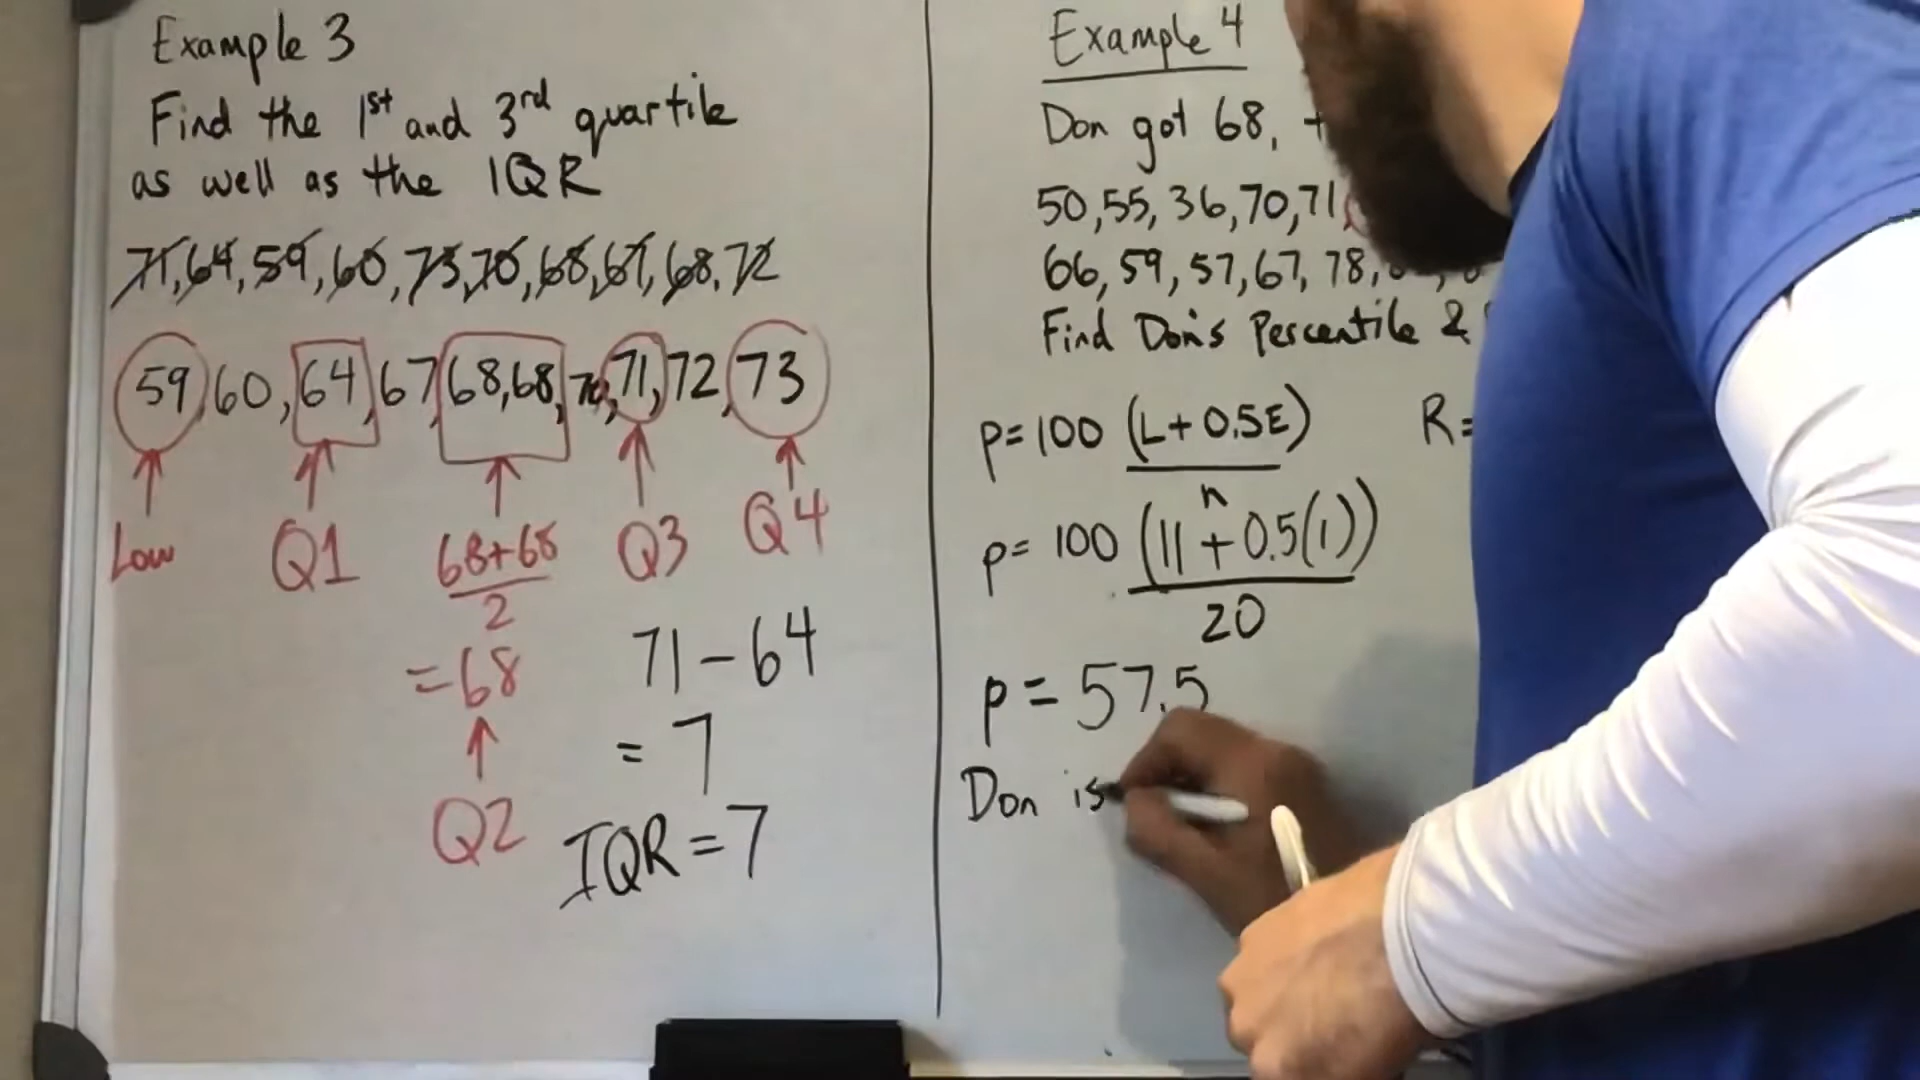 Example 3
Find the 1st and 3rd quartile
as well as the IQR
71, 64, 59, 60, 73, 70, 68, 67, 68, 72
59, 60, 64, 67, 68, 68, 70, 71, 72, 73
Low Q1 68+68 Q3 Q4
2
=68
Q2
71-64
= 7
IQR = 7
Example 4
Don got 68,
50, 55, 36, 70, 71
66, 59, 57, 67, 78,
Find Don's Percentile &
p = 100 (L + 0.5E) R =
n
p = 100 (11 + 0.5(1))
20
p = 57.5
Don is